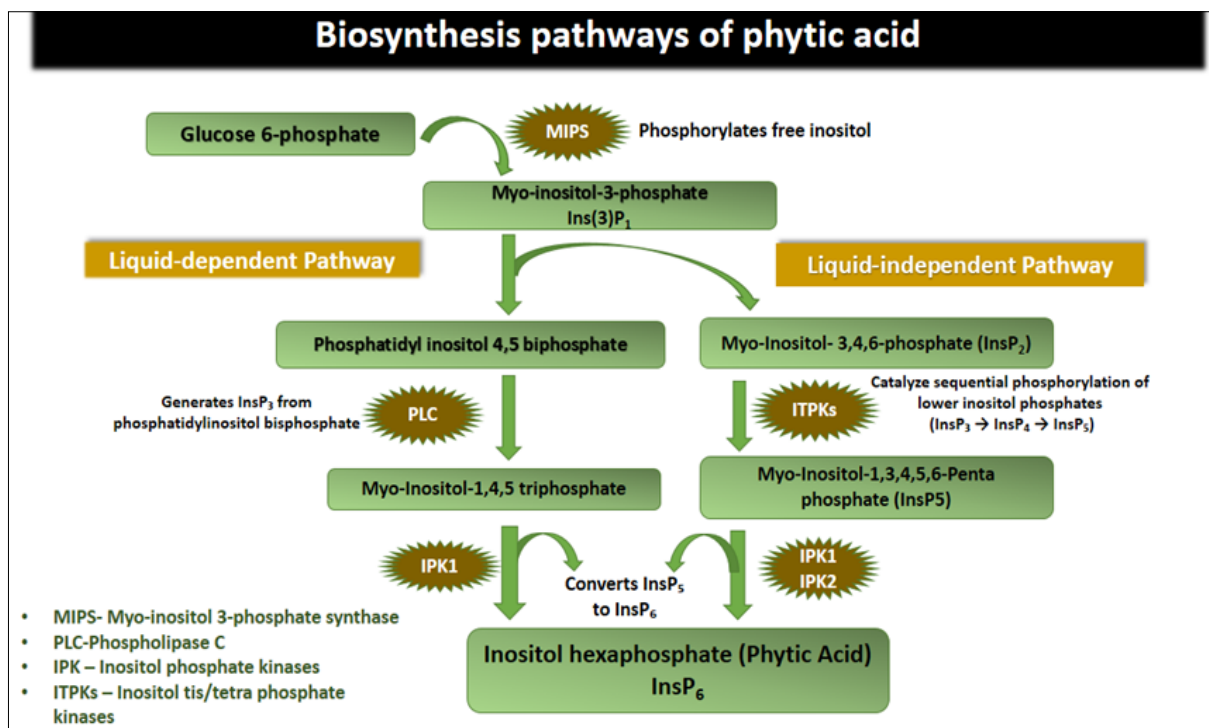 Biosynthesis pathways of phytic acid
Glucose 6-phosphate
MIPS
Phosphorylates free inositol
Myo-inositol-3-phosphate
Ins(3)P₁
Liquid-dependent Pathway
Liquid-independent Pathway
Phosphatidyl inositol 4,5 biphosphate
Myo-Inositol- 3,4,6-phosphate (InsP₂)
Generates InsP₃ from
phosphatidylinositol bisphosphate
PLC
ITPKs
Catalyze sequential phosphorylation of
lower inositol phosphates
(InsP₃ → InsP₄ → InsP₅)
Myo-Inositol-1,4,5 triphosphate
Myo-Inositol-1,3,4,5,6-Penta
phosphate (InsP5)
IPK1
Converts InsP₅
to InsP₆
IPK1
IPK2
Inositol hexaphosphate (Phytic Acid)
InsP₆
• MIPS- Myo-inositol 3-phosphate synthase
• PLC-Phospholipase C
• IPK – Inositol phosphate kinases
• ITPKs – Inositol tis/tetra phosphate
kinases